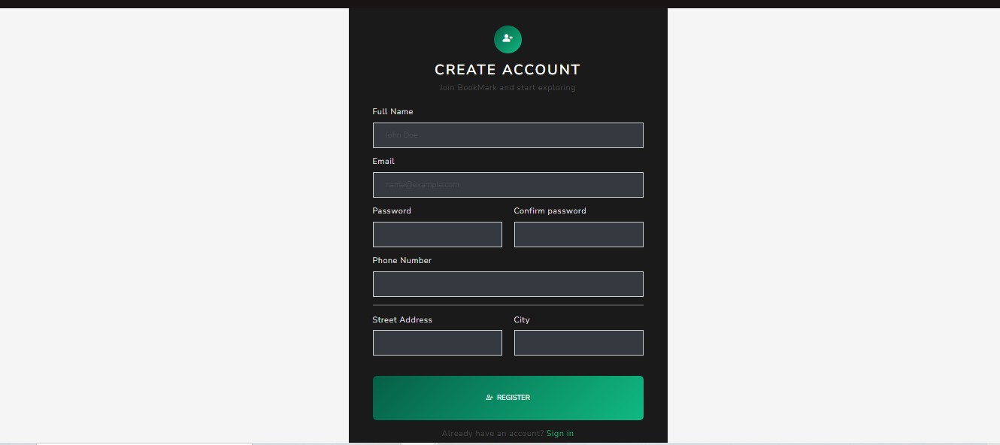 CREATE ACCOUNT
Join BookMark and start exploring
Full Name
John Doe
Email
name@example.com
Password Confirm password
Phone Number
Street Address City
REGISTER
Already have an account? Sign in